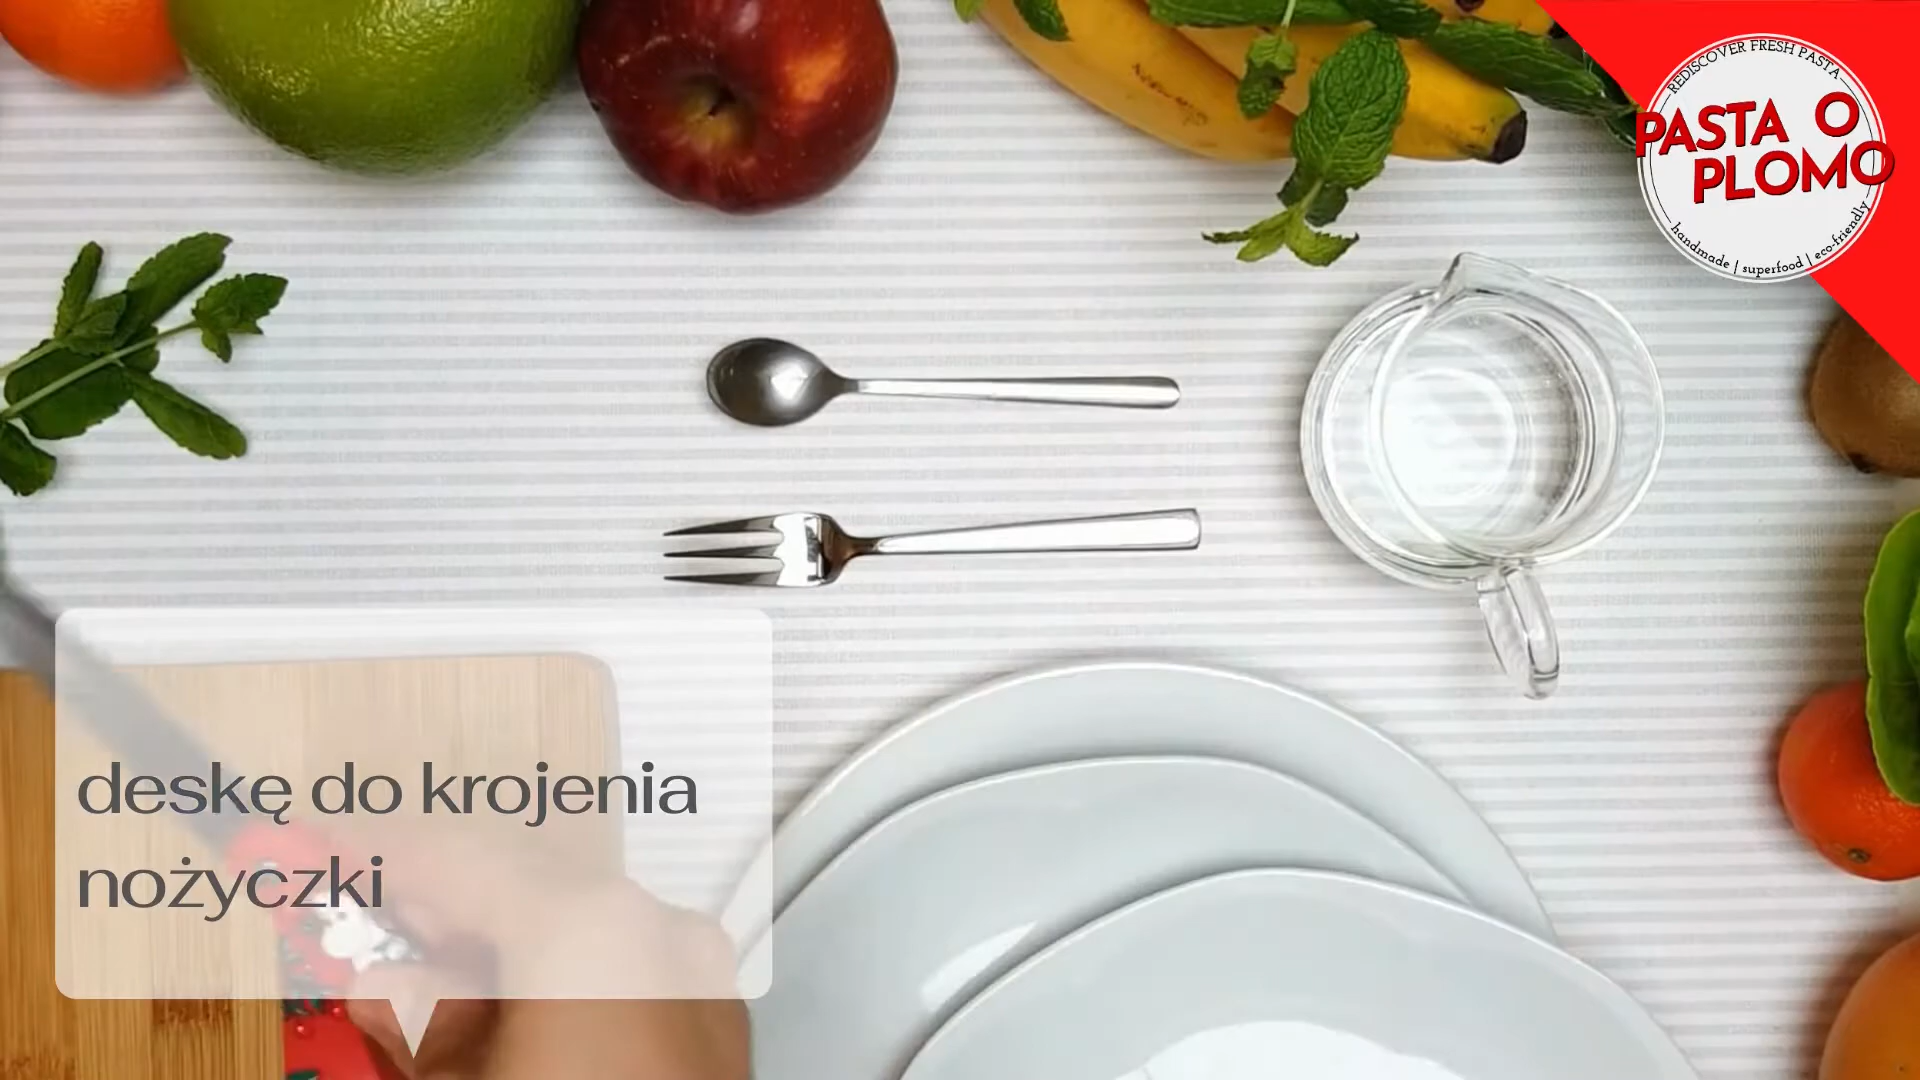 REDISCOVER FRESH PASTA
PASTA O
PLOMO
handmade | superfood | eco-friendly
deskę do krojenia
nożyczki